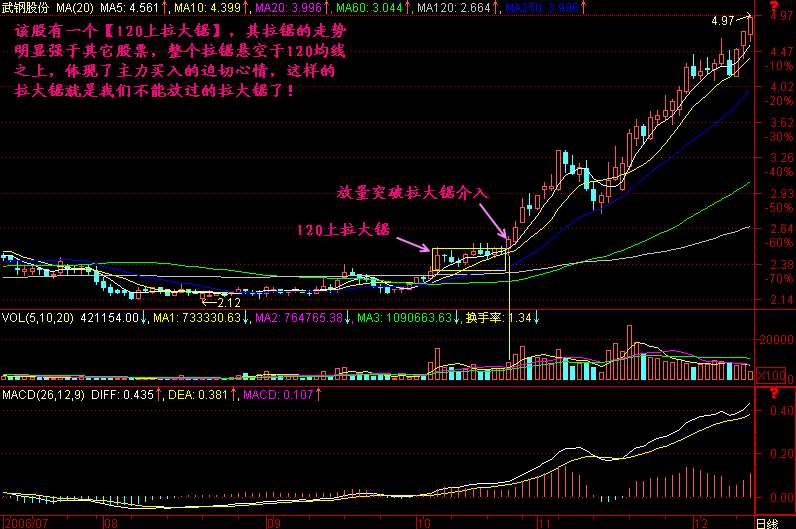 武钢股份 MA(20) MA5: 4.561↑, MA10: 4.399↑, MA20: 3.996↑, MA60: 3.044↑, MA120: 2.664↑, MA250: 3.996↑ ?
该股有一个【120上拉大锯】，其拉锯的走势
明显强于其它股票，整个拉锯悬空于120均线
之上，体现了主力买入的迫切心情，这样的
拉大锯就是我们不能放过的拉大锯了！
4.97
4.97
4.47
-10%
4.02
-20%
3.62
-30%
3.26
-40%
2.93
-50%
2.64
-60%
2.38
-70%
2.14
放量突破拉大锯介入
120上拉大锯
2.12
VOL(5,10,20) 421154.00↓, MA1: 733330.63↓, MA2: 764765.38↓, MA3: 1090663.63↓, 换手率: 1.34↓
20000
X100
MACD(26,12,9) DIFF: 0.435↑, DEA: 0.381↑, MACD: 0.107↑ ?
0.40
0.20
0.00
2006/07 08 09 10 11 12 日线